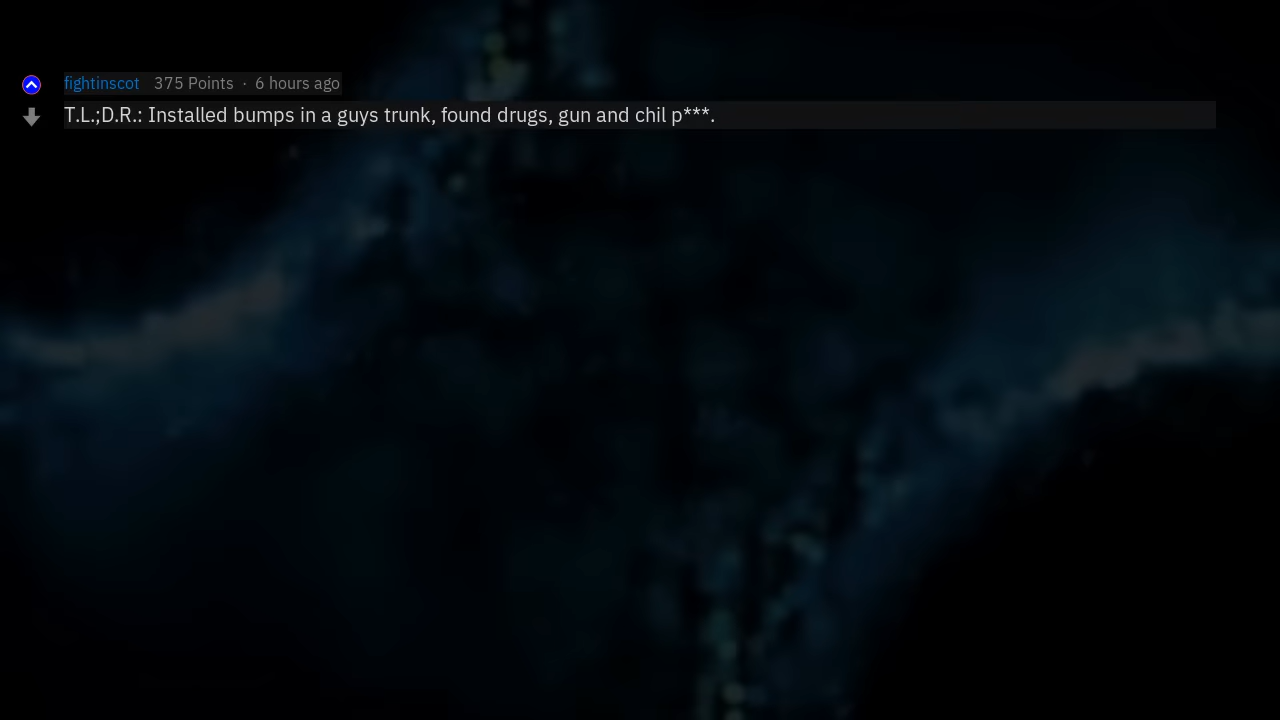 fightinscot 375 Points · 6 hours ago
T.L.;D.R.: Installed bumps in a guys trunk, found drugs, gun and chil p***.